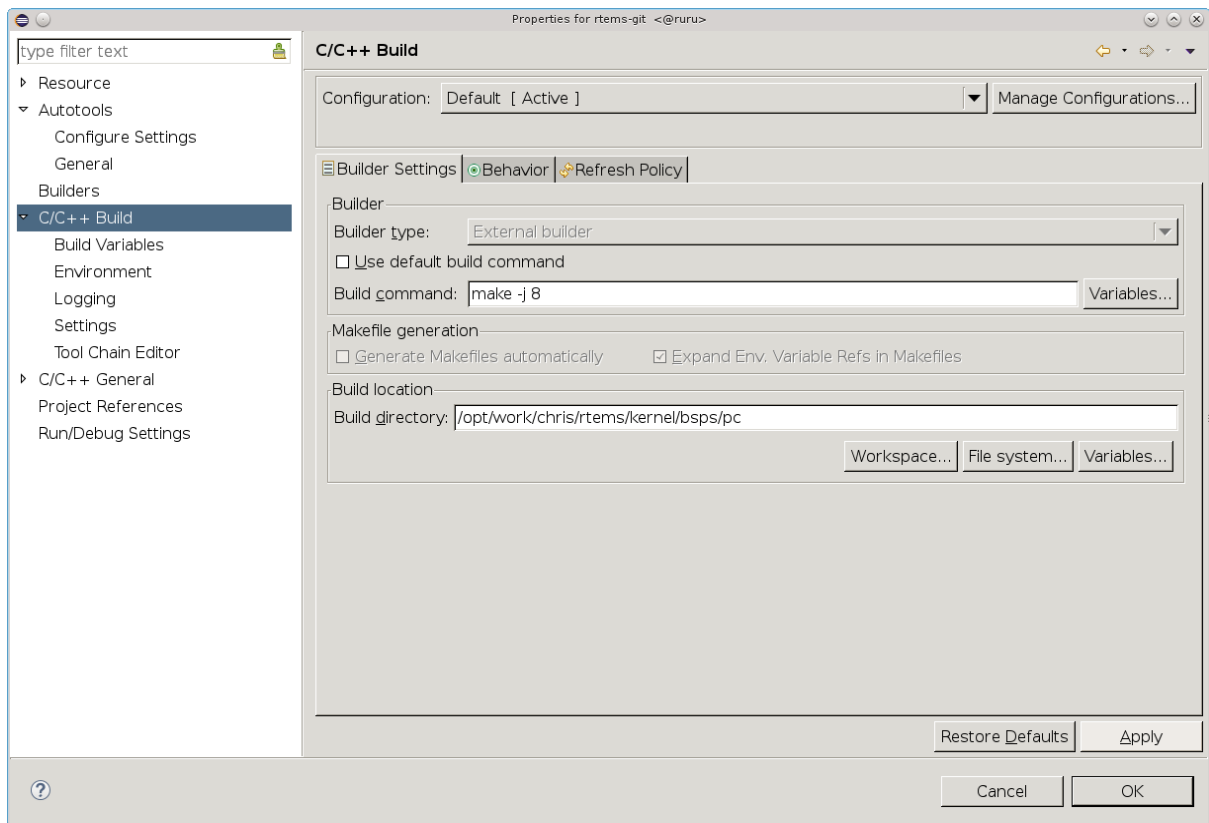 Properties for rtems-git <@ruru>
type filter text
Resource
Autotools
Configure Settings
General
Builders
C/C++ Build
Build Variables
Environment
Logging
Settings
Tool Chain Editor
C/C++ General
Project References
Run/Debug Settings
C/C++ Build
Configuration: Default [ Active ] Manage Configurations...
Builder Settings Behavior Refresh Policy
Builder
Builder type: External builder
Use default build command
Build command: make -j 8 Variables...
Makefile generation
Generate Makefiles automatically Expand Env. Variable Refs in Makefiles
Build location
Build directory: /opt/work/chris/rtems/kernel/bsps/pc
Workspace... File system... Variables...
Restore Defaults Apply
? Cancel OK